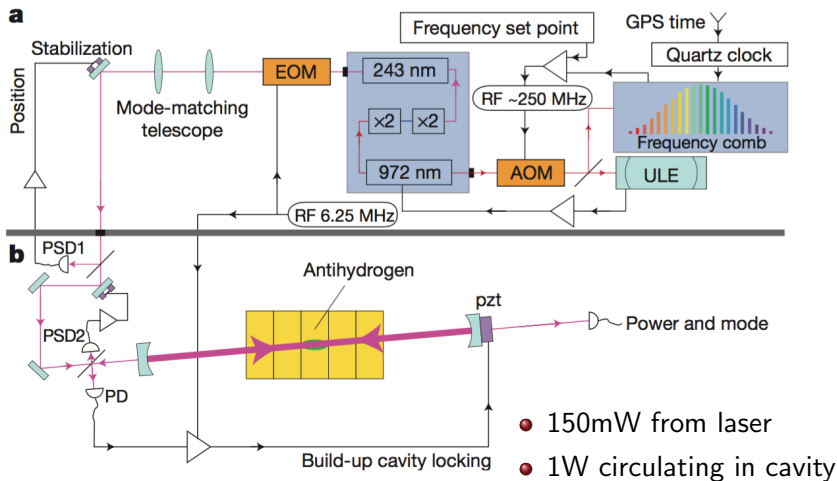 a
Stabilization
Position
Mode-matching
telescope
EOM
243 nm
×2
×2
972 nm
Frequency set point
RF ~250 MHz
AOM
GPS time
Quartz clock
Frequency comb
ULE
RF 6.25 MHz
b
PSD1
PSD2
PD
Antihydrogen
pzt
Power and mode
Build-up cavity locking
150mW from laser
1W circulating in cavity